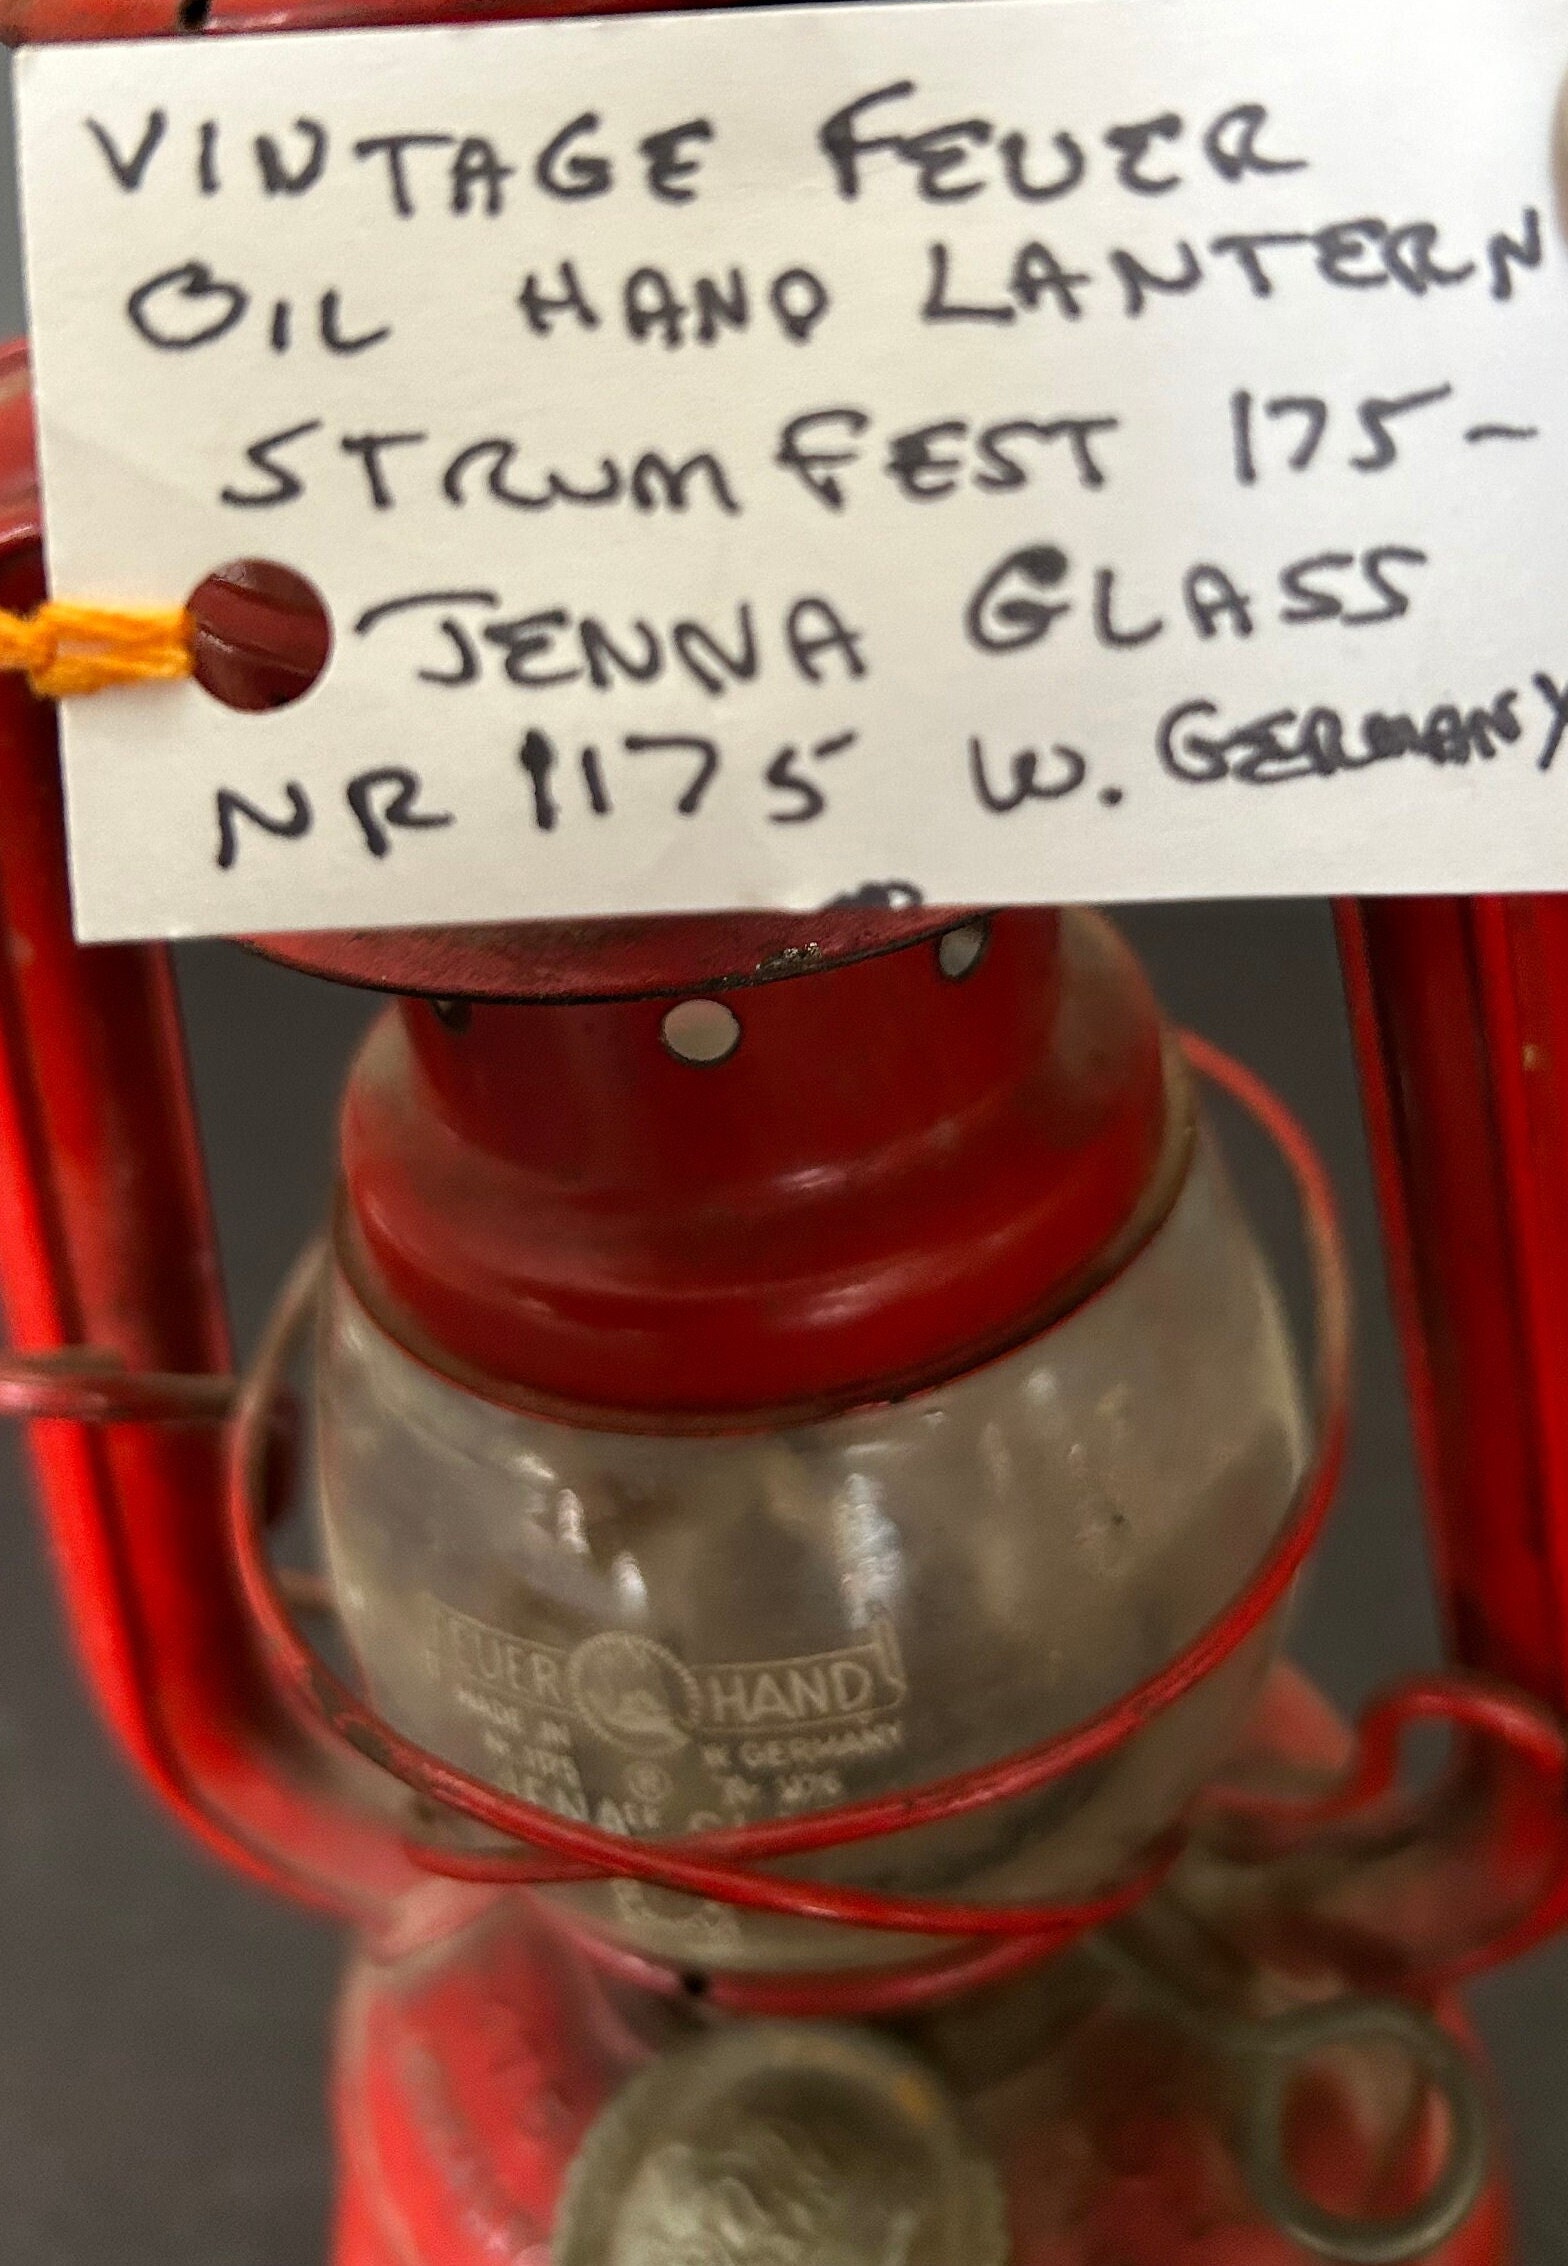 VINTAGE FEUER
OIL HAND LANTERN
STRUMFEST 175-
JENNA GLASS
NR 1175 W. GERMANY
FEUER HAND
MADE IN W. GERMANY